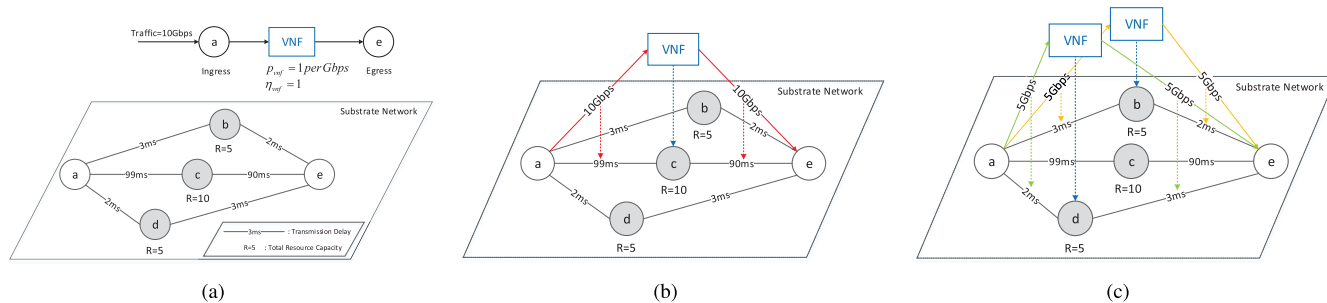 Traffic=10Gbps
a
VNF
e
Ingress
p_vnf = 1 per Gbps
Egress
η_vnf = 1
Substrate Network
b
3ms
2ms
R=5
a
99ms
c
90ms
e
R=10
2ms
3ms
d
R=5
3ms : Transmission Delay
R=5 : Total Resource Capacity
(a)
VNF
10Gbps
10Gbps
Substrate Network
b
3ms
2ms
R=5
a
99ms
c
90ms
e
R=10
2ms
3ms
d
R=5
(b)
VNF
VNF
5Gbps
5Gbps
5Gbps
5Gbps
Substrate Network
b
3ms
2ms
R=5
a
99ms
c
90ms
e
R=10
2ms
3ms
d
R=5
(c)